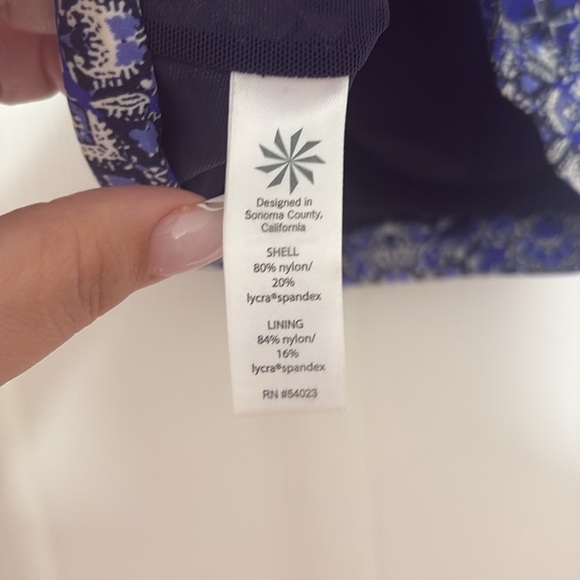 Designed in
Sonoma County,
California
SHELL
80% nylon/
20%
lycra®spandex
LINING
84% nylon/
16%
lycra®spandex
RN #54023